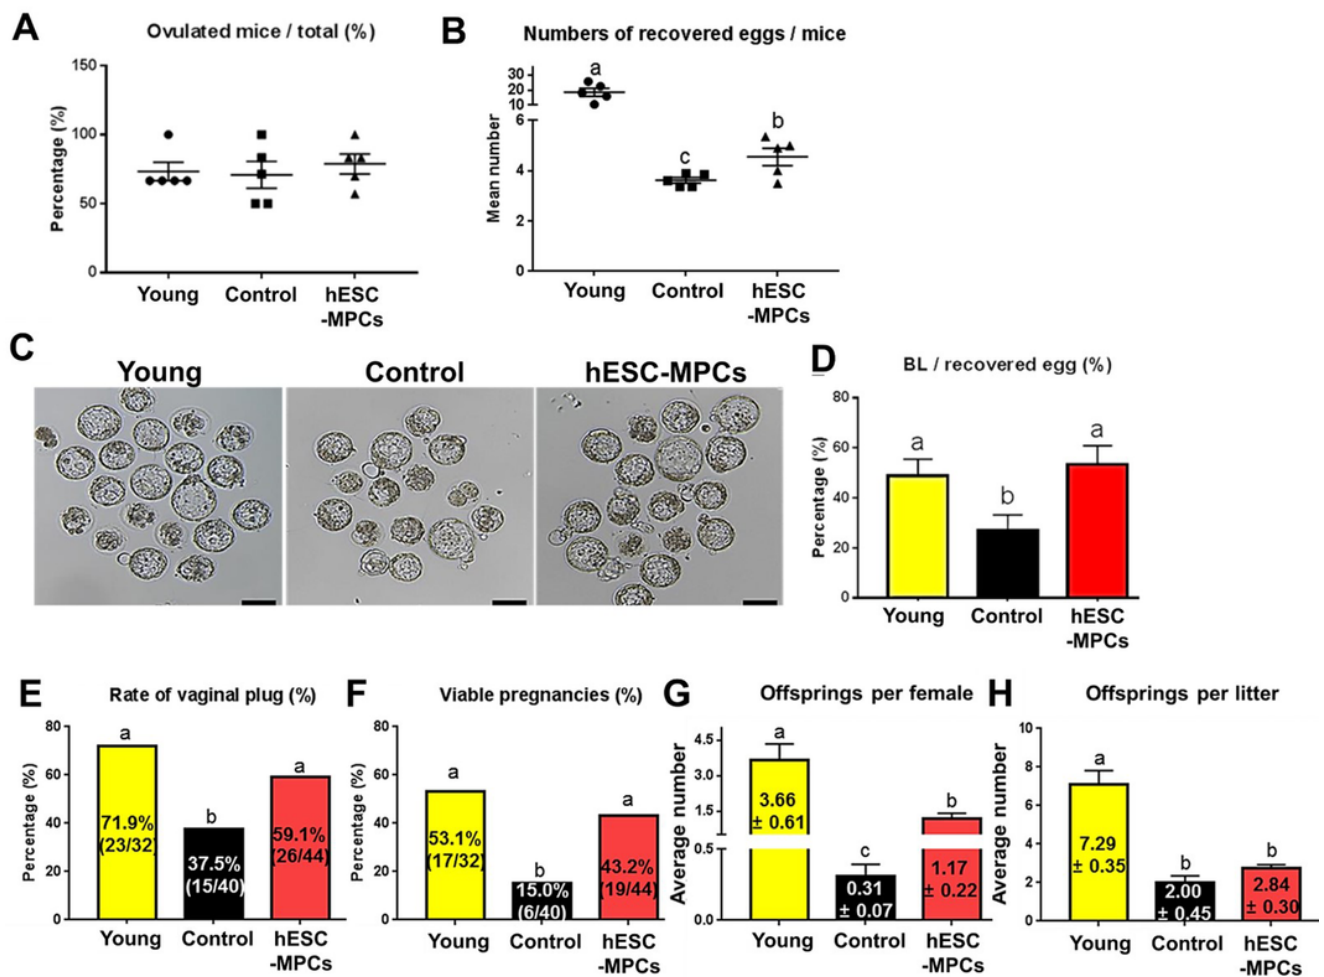 A
Ovulated mice / total (%)
Percentage (%)
150
100
50
0
Young
Control
hESC
-MPCs
B
Numbers of recovered eggs / mice
Mean number
30
20
10
6
4
2
0
a
c
b
Young
Control
hESC
-MPCs
C
Young
Control
hESC-MPCs
D
BL / recovered egg (%)
Percentage (%)
80
60
40
20
0
a
b
a
Young
Control
hESC
-MPCs
E
Rate of vaginal plug (%)
Percentage (%)
80
60
40
20
0
a
b
a
71.9%
(23/32)
37.5%
(15/40)
59.1%
(26/44)
Young
Control
hESC
-MPCs
F
Viable pregnancies (%)
Percentage (%)
80
60
40
20
0
a
b
a
53.1%
(17/32)
15.0%
(6/40)
43.2%
(19/44)
Young
Control
hESC
-MPCs
G
Offsprings per female
Average number
4.5
3.0
1.5
0.5
0.0
a
c
b
3.66
± 0.61
0.31
± 0.07
1.17
± 0.22
Young
Control
hESC
-MPCs
H
Offsprings per litter
Average number
10
8
6
4
2
0
a
b
b
7.29
± 0.35
2.00
± 0.45
2.84
± 0.30
Young
Control
hESC
-MPCs